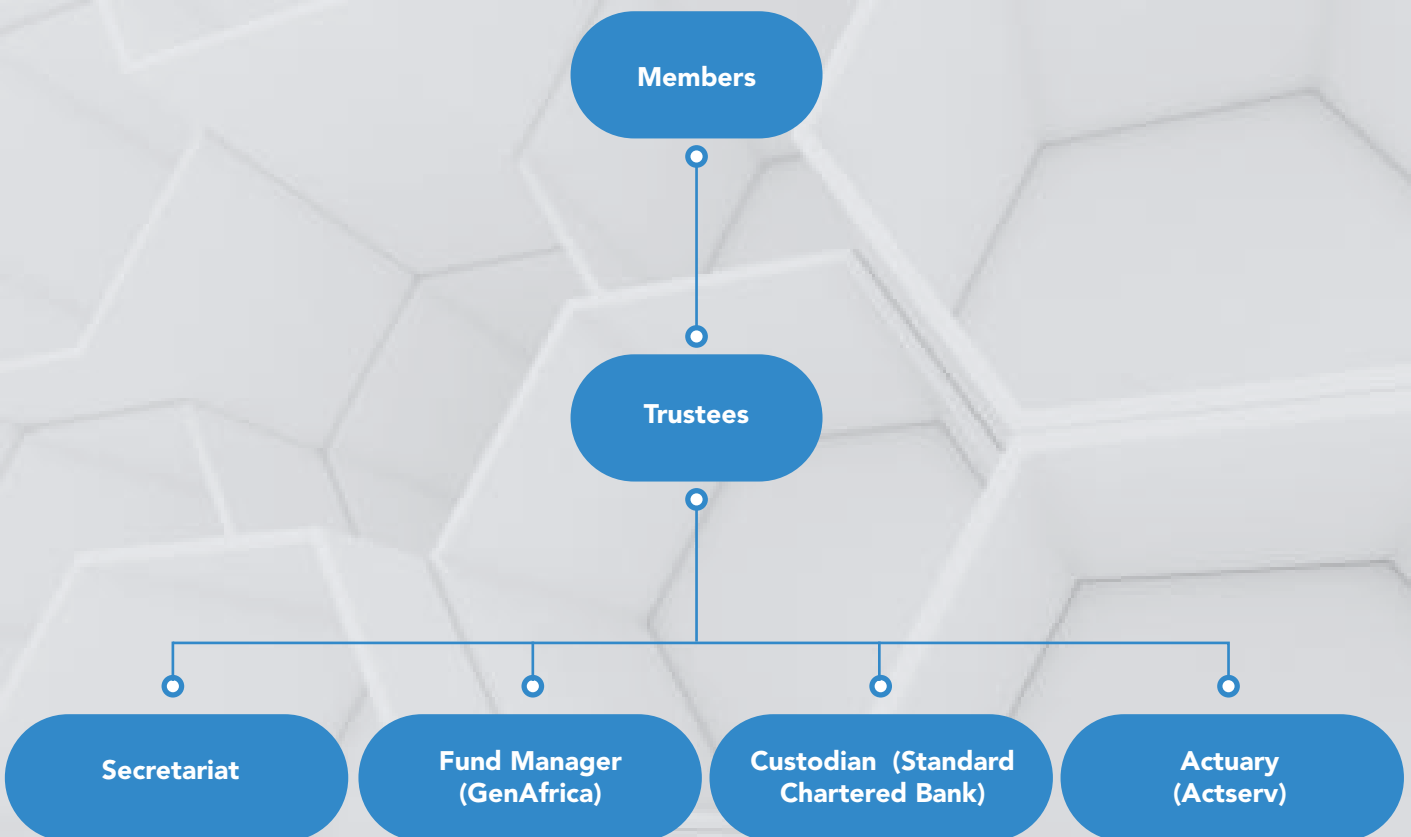 Members
Trustees
Secretariat
Fund Manager
(GenAfrica)
Custodian (Standard
Chartered Bank)
Actuary
(Actserv)